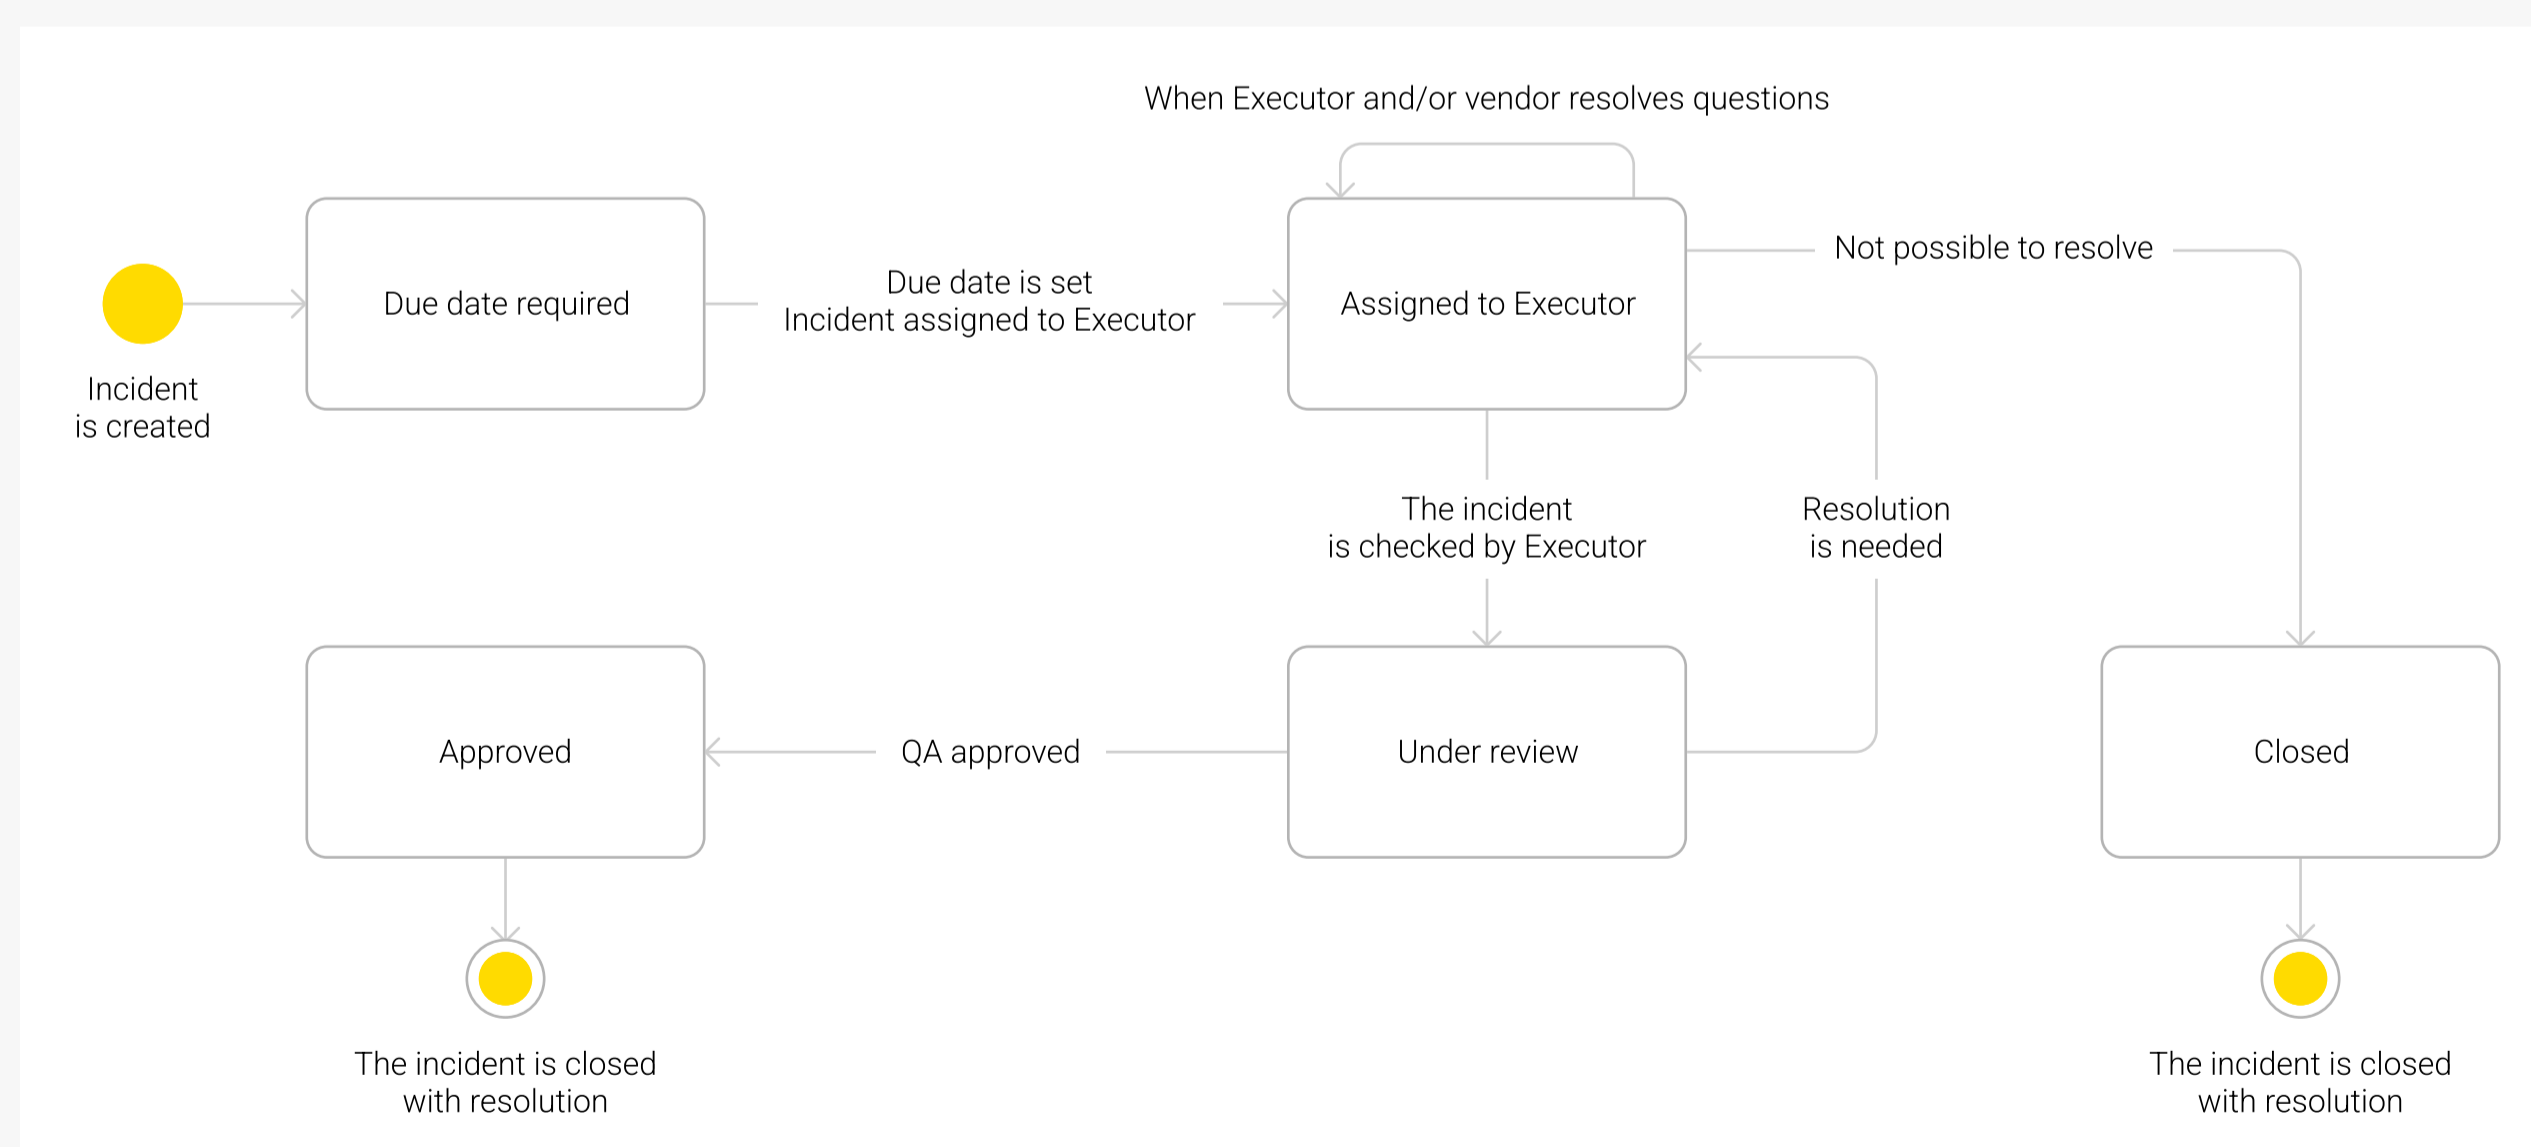 When Executor and/or vendor resolves questions
Not possible to resolve
Due date is set
Incident assigned to Executor
Due date required
Assigned to Executor
Incident
is created
The incident
is checked by Executor
Resolution
is needed
Approved
QA approved
Under review
Closed
The incident is closed
with resolution
The incident is closed
with resolution